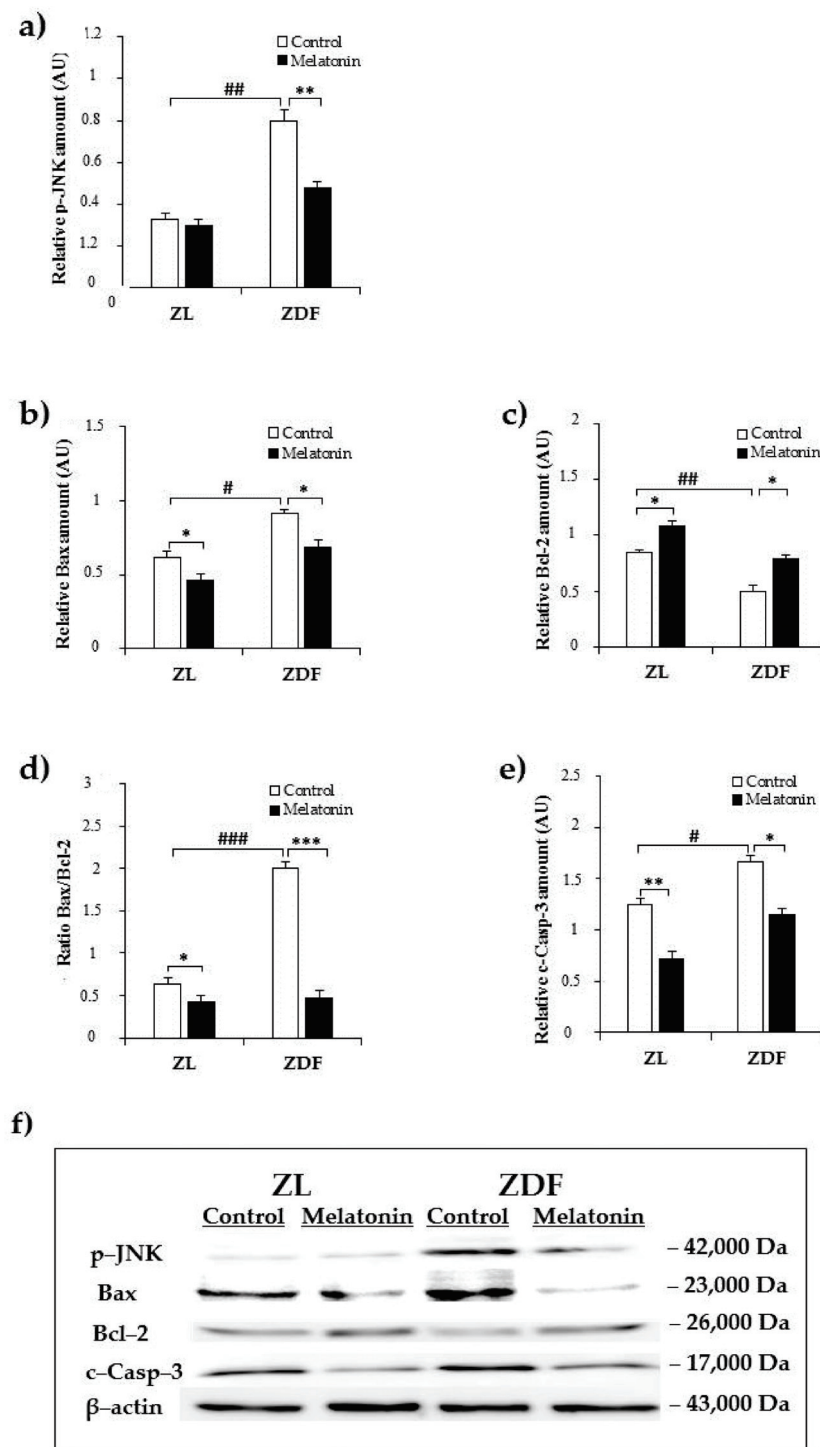 a)
Relative p-JNK amount (AU)
1.2
1
0.8
0.6
0.4
1.2
0
0
Control
Melatonin
##
**
ZL
ZDF
b)
Relative Bax amount (AU)
1.5
1
0.5
0
Control
Melatonin
*
#
*
ZL
ZDF
c)
Relative Bcl-2 amount (AU)
2
1.5
1
0.5
0
Control
Melatonin
*
##
*
ZL
ZDF
d)
Ratio Bax/Bcl-2
3
2.5
2
1.5
1
0.5
0
Control
Melatonin
*
###
***
ZL
ZDF
e)
Relative c-Casp-3 amount (AU)
2.5
2
1.5
1
0.5
0
Control
Melatonin
**
#
*
ZL
ZDF
f)
ZL ZDF
Control Melatonin Control Melatonin
p–JNK – 42,000 Da
Bax – 23,000 Da
Bcl–2 – 26,000 Da
c–Casp–3 – 17,000 Da
β–actin – 43,000 Da